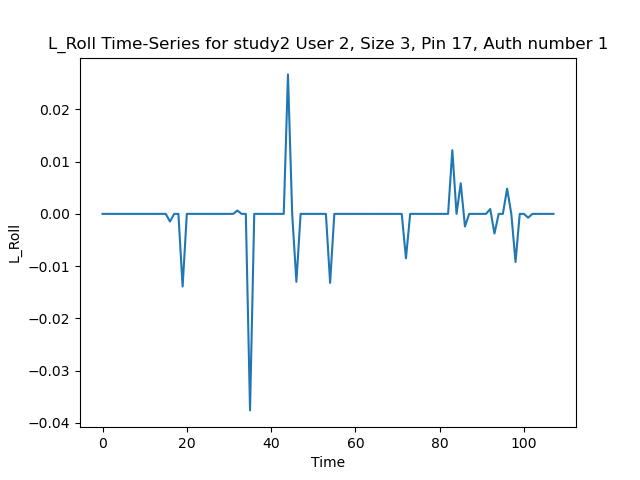 L_Roll Time-Series for study2 User 2, Size 3, Pin 17, Auth number 1
0.02
0.01
0.00
−0.01
−0.02
−0.03
−0.04
L_Roll
0 20 40 60 80 100
Time